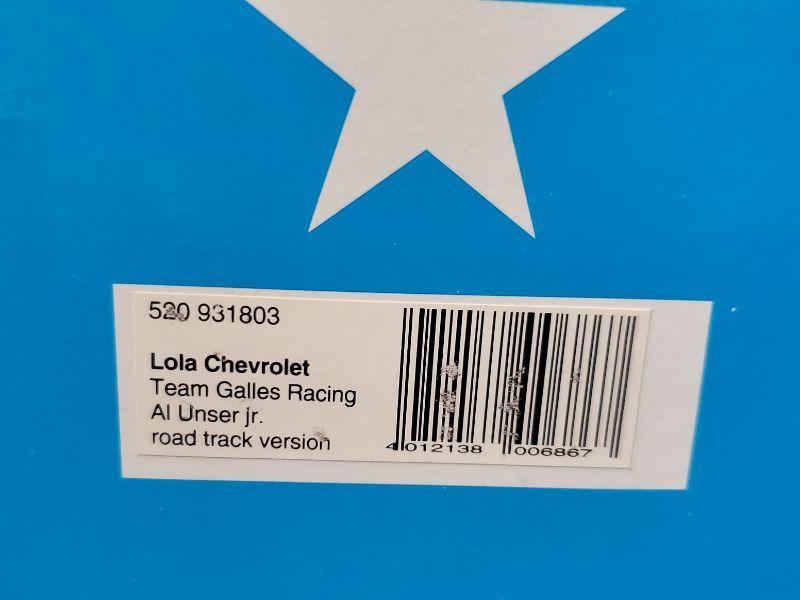 520 931803
Lola Chevrolet
Team Galles Racing
Al Unser jr.
road track version
4 012138 006867